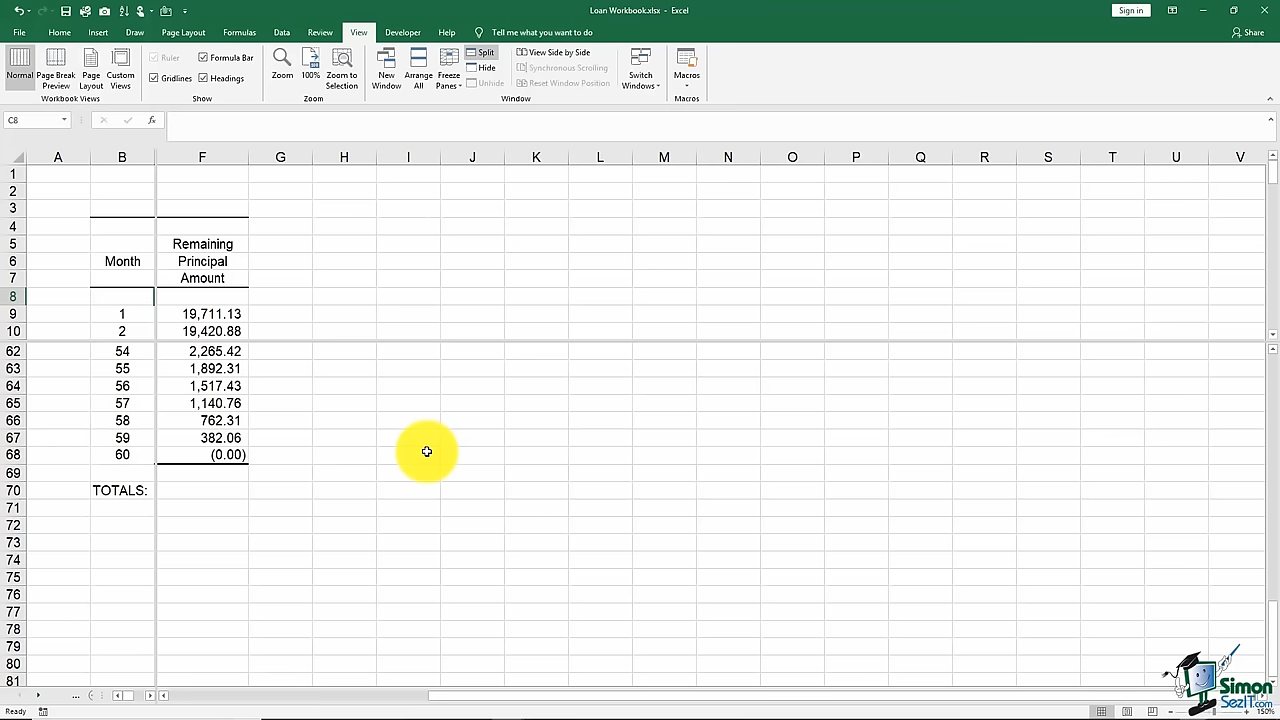 Loan Workbook.xlsx - Excel
Sign in
File Home Insert Draw Page Layout Formulas Data Review View Developer Help Tell me what you want to do Share
Normal
Page Break Preview
Page Layout
Custom Views
Workbook Views
Ruler
Formula Bar
Gridlines
Headings
Show
Zoom
100%
Zoom to Selection
Zoom
New Window
Arrange All
Freeze Panes
Split
Hide
Unhide
View Side by Side
Synchronous Scrolling
Reset Window Position
Window
Switch Windows
Macros
Macros
C8
fx
A B F G H I J K L M N O P Q R S T U V
1
2
3
4
5 Remaining
6 Month Principal
7 Amount
8
9 1 19,711.13
10 2 19,420.88
62 54 2,265.42
63 55 1,892.31
64 56 1,517.43
65 57 1,140.76
66 58 762.31
67 59 382.06
68 60 (0.00)
69
70 TOTALS:
71
72
73
74
75
76
77
78
79
80
81
...
Ready
150%
Simon
SezIT.com